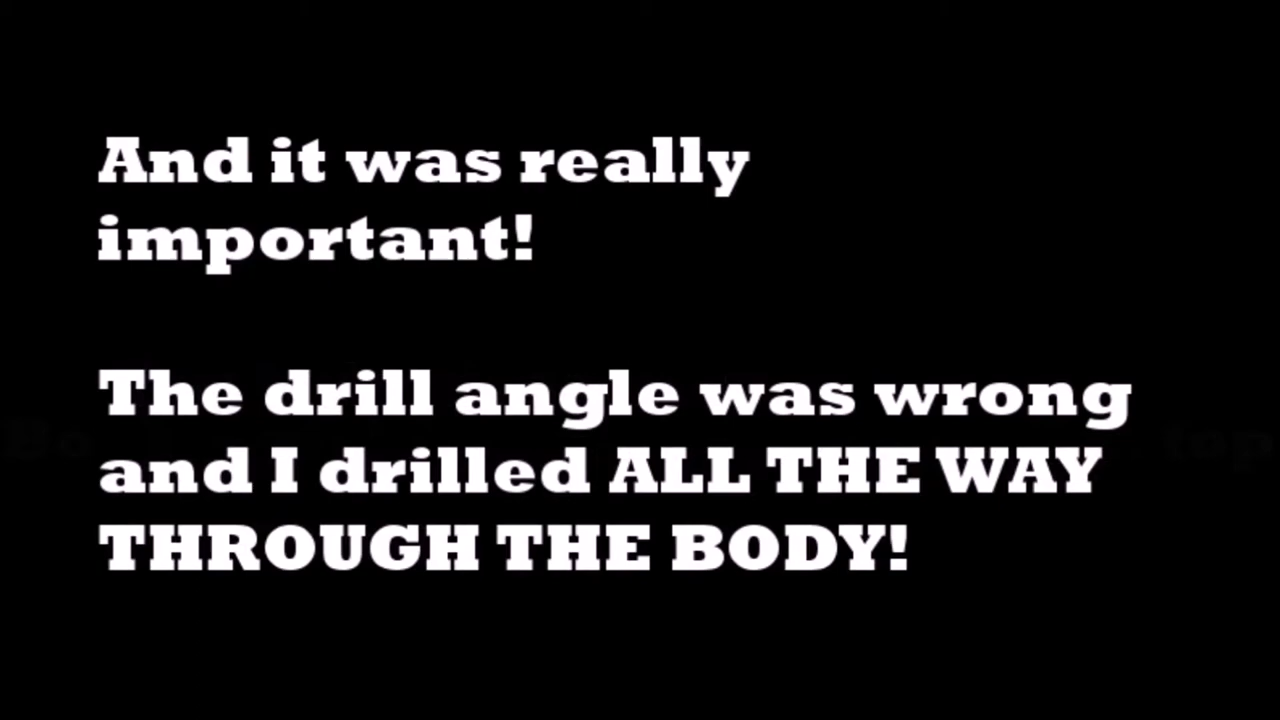 And it was really
important!
The drill angle was wrong
and I drilled ALL THE WAY
THROUGH THE BODY!